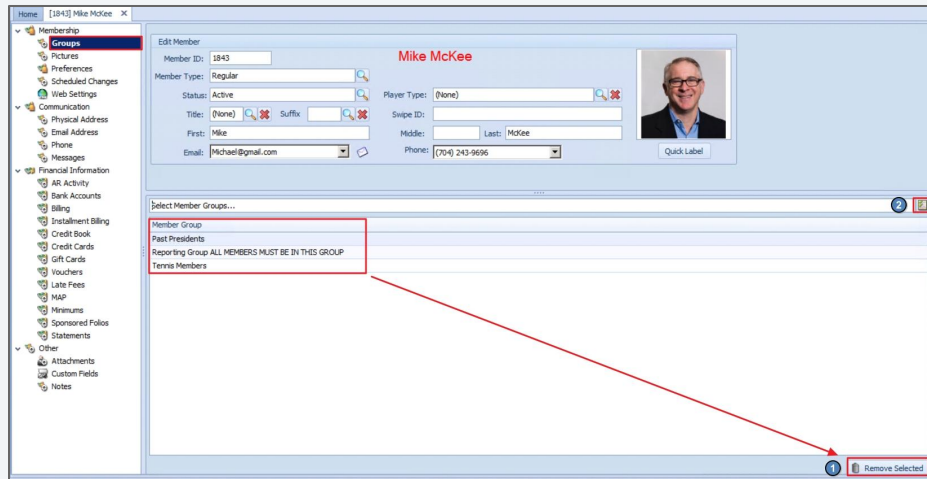 Home [1843] Mike McKee X
Membership
Groups
Pictures
Preferences
Scheduled Changes
Web Settings
Communication
Physical Address
Email Address
Phone
Messages
Financial Information
AR Activity
Bank Accounts
Billing
Installment Billing
Credit Book
Credit Cards
Gift Cards
Vouchers
Late Fees
MAP
Minimums
Sponsored Folios
Statements
Other
Attachments
Custom Fields
Notes
Edit Member
Mike McKee
Member ID: 1843
Member Type: Regular
Status: Active Player Type: (None)
Title: (None) Suffix Swipe ID:
First: Mike Middle: Last: McKee
Email: Michael@gmail.com Phone: (704) 243-9696
Quick Label
Select Member Groups...
2
Member Group
Past Presidents
Reporting Group ALL MEMBERS MUST BE IN THIS GROUP
Tennis Members
1 Remove Selected